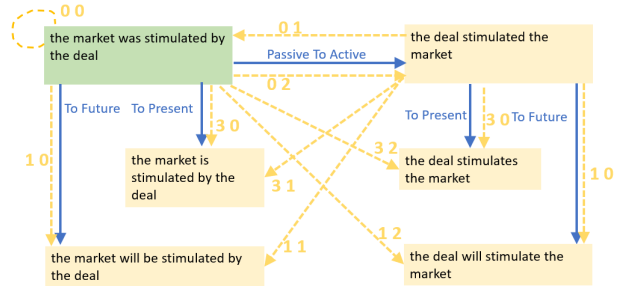 0 0
the market was stimulated by
the deal
0 1
Passive To Active
0 2
the deal stimulated the
market
To Future
To Present
3 0
1 0
To Present
3 0
To Future
1 0
the market is
stimulated by the
deal
3 1
3 2
the deal stimulates
the market
1 1
1 2
the market will be stimulated by
the deal
the deal will stimulate the
market